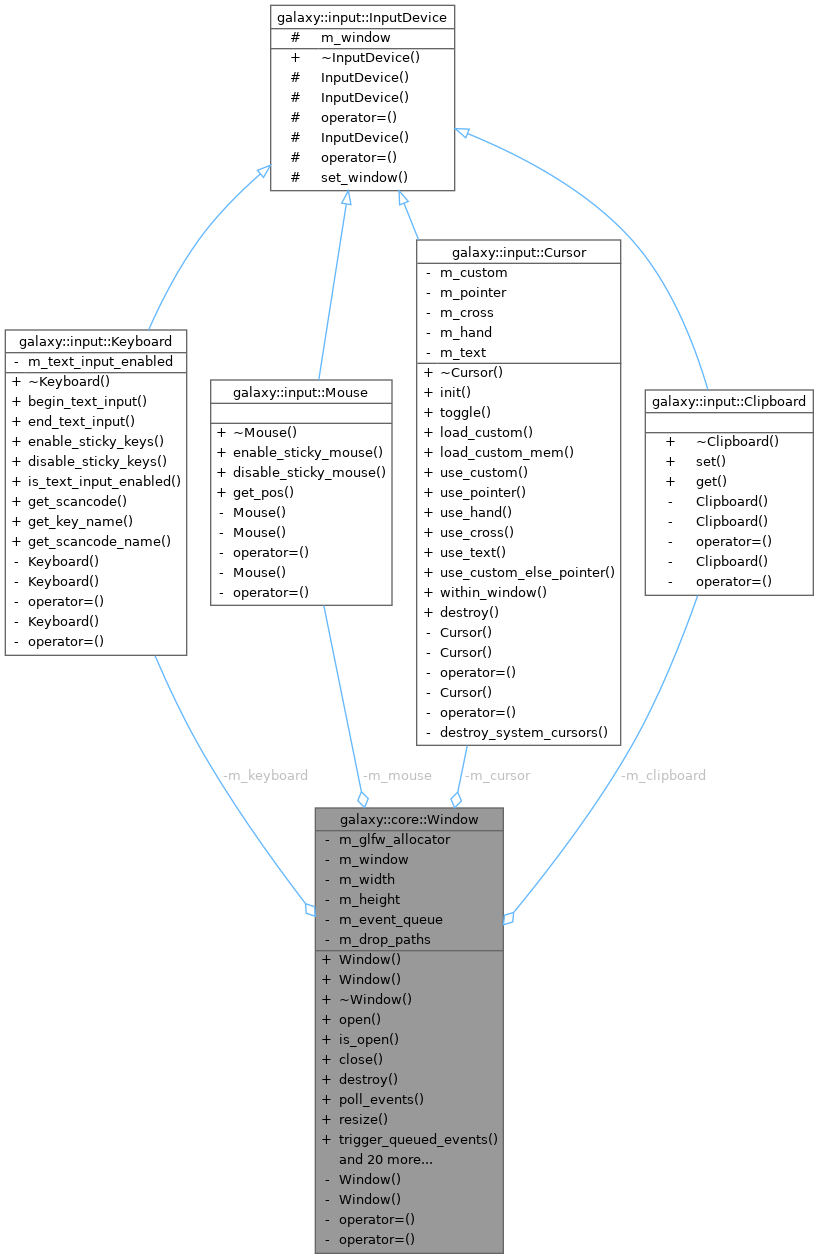 galaxy::input::InputDevice
# m_window
+ ~InputDevice()
# InputDevice()
# InputDevice()
# operator=()
# InputDevice()
# operator=()
# set_window()
galaxy::input::Keyboard
- m_text_input_enabled
+ ~Keyboard()
+ begin_text_input()
+ end_text_input()
+ enable_sticky_keys()
+ disable_sticky_keys()
+ is_text_input_enabled()
+ get_scancode()
+ get_key_name()
+ get_scancode_name()
- Keyboard()
- Keyboard()
- operator=()
- Keyboard()
- operator=()
galaxy::input::Mouse
+ ~Mouse()
+ enable_sticky_mouse()
+ disable_sticky_mouse()
+ get_pos()
- Mouse()
- Mouse()
- operator=()
- Mouse()
- operator=()
galaxy::input::Cursor
- m_custom
- m_pointer
- m_cross
- m_hand
- m_text
+ ~Cursor()
+ init()
+ toggle()
+ load_custom()
+ load_custom_mem()
+ use_custom()
+ use_pointer()
+ use_hand()
+ use_cross()
+ use_text()
+ use_custom_else_pointer()
+ within_window()
+ destroy()
- Cursor()
- Cursor()
- operator=()
- Cursor()
- operator=()
- destroy_system_cursors()
galaxy::input::Clipboard
+ ~Clipboard()
+ set()
+ get()
- Clipboard()
- Clipboard()
- operator=()
- Clipboard()
- operator=()
-m_keyboard
-m_mouse
-m_cursor
-m_clipboard
galaxy::core::Window
- m_glfw_allocator
- m_window
- m_width
- m_height
- m_event_queue
- m_drop_paths
+ Window()
+ Window()
+ ~Window()
+ open()
+ is_open()
+ close()
+ destroy()
+ poll_events()
+ resize()
+ trigger_queued_events()
and 20 more...
- Window()
- Window()
- operator=()
- operator=()